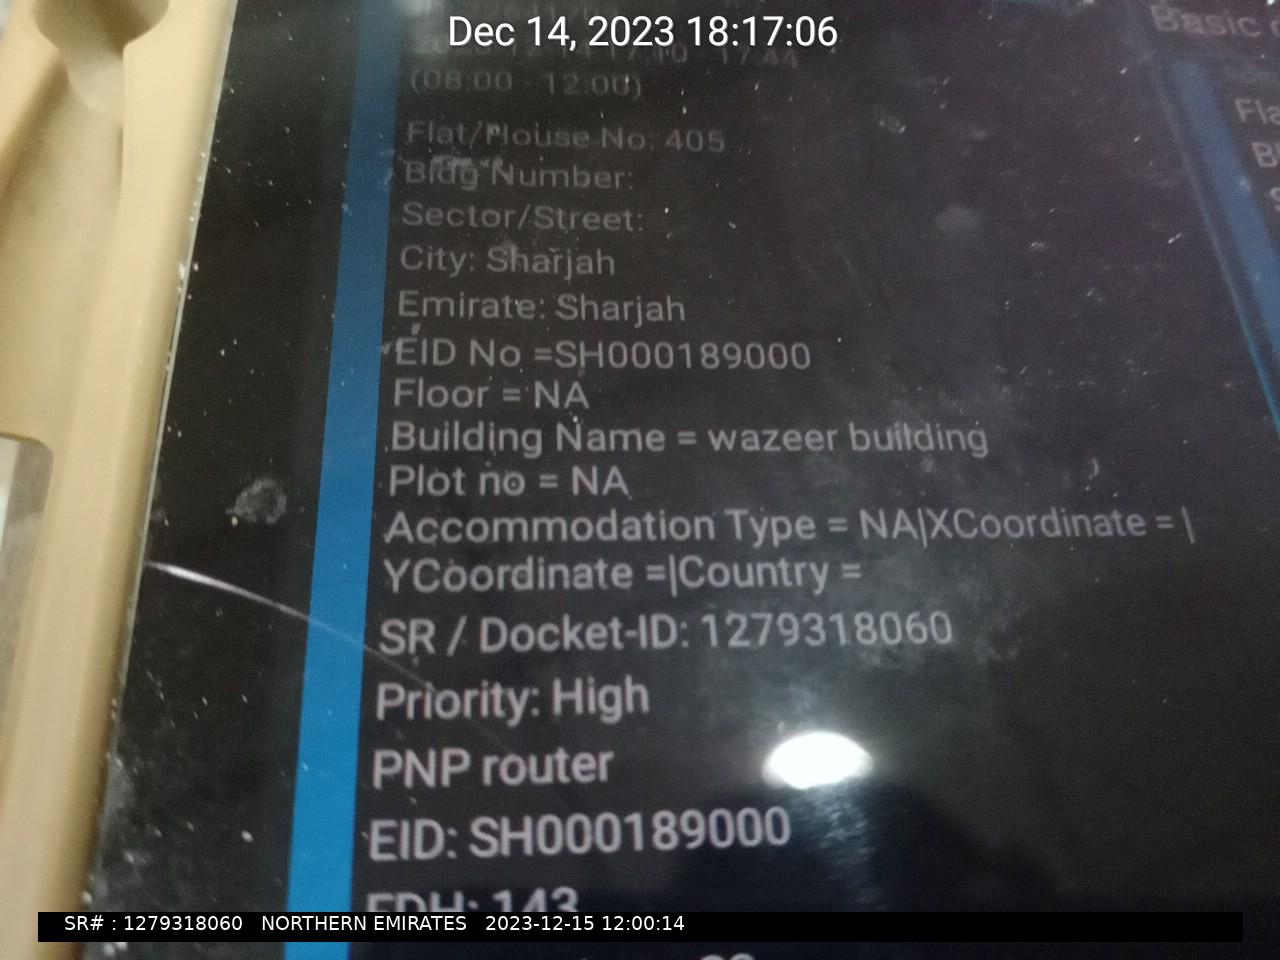 Dec 14, 2023 18:17:06
Basic
(08:00 - 12:00)
Flat/House No: 405
Bldg Number:
Sector/Street:
City: Sharjah
Emirate: Sharjah
EID No =SH000189000
Floor = NA
Building Name = wazeer building
Plot no = NA
Accommodation Type = NA|XCoordinate = |
YCoordinate =|Country =
SR / Docket-ID: 1279318060
Priority: High
PNP router
EID: SH000189000
FDH: 143
SR# : 1279318060 NORTHERN EMIRATES 2023-12-15 12:00:14